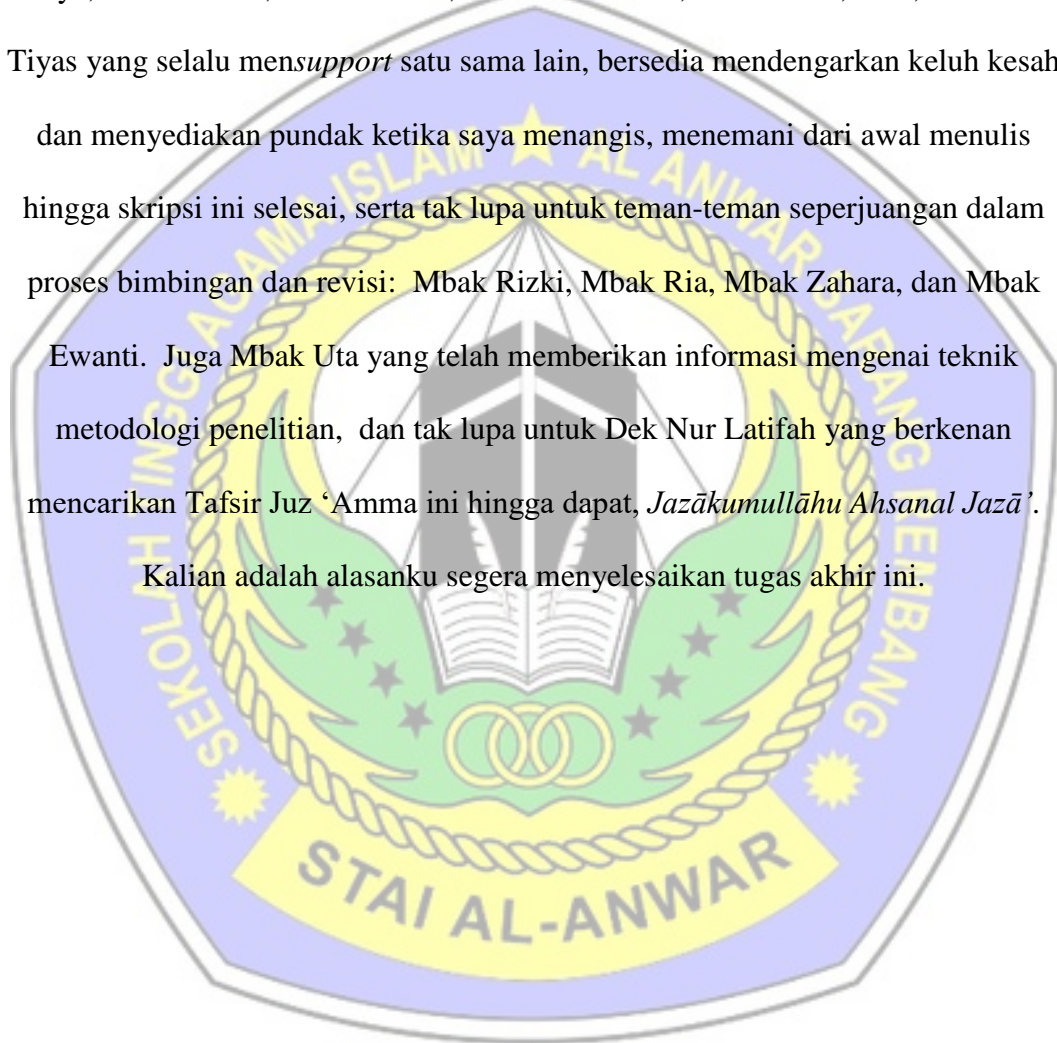 Tiyas yang selalu mensupport satu sama lain, bersedia mendengarkan keluh kesah
dan menyediakan pundak ketika saya menangis, menemani dari awal menulis
hingga skripsi ini selesai, serta tak lupa untuk teman-teman seperjuangan dalam
proses bimbingan dan revisi: Mbak Rizki, Mbak Ria, Mbak Zahara, dan Mbak
Ewanti. Juga Mbak Uta yang telah memberikan informasi mengenai teknik
metodologi penelitian, dan tak lupa untuk Dek Nur Latifah yang berkenan
mencarikan Tafsir Juz ‘Amma ini hingga dapat, Jazākumullāhu Ahsanal Jazā’.
Kalian adalah alasanku segera menyelesaikan tugas akhir ini.
SEKOLAH TINGGI AGAMA ISLAM ★ AL ANWAR SARANG REMBANG
STAI AL-ANWAR